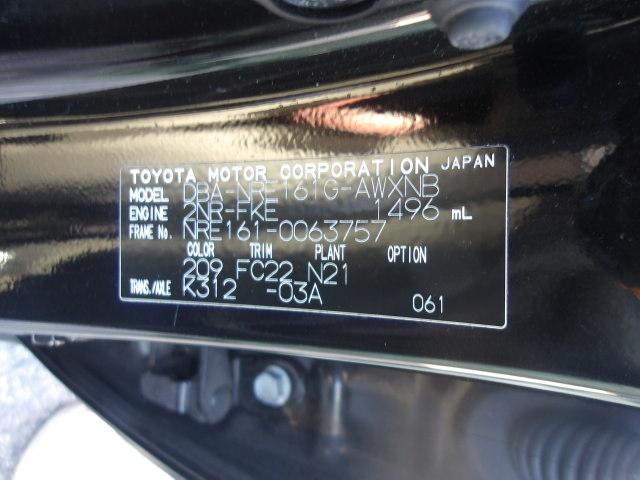 TOYOTA MOTOR CORPORATION JAPAN
MODEL DBA-NRE161G-AWXNB
ENGINE 2NR-FKE 1496 mL
FRAME No. NRE161-0063757
COLOR TRIM PLANT OPTION
209 FC22 N21
TRANS./AXLE K312 -03A 061